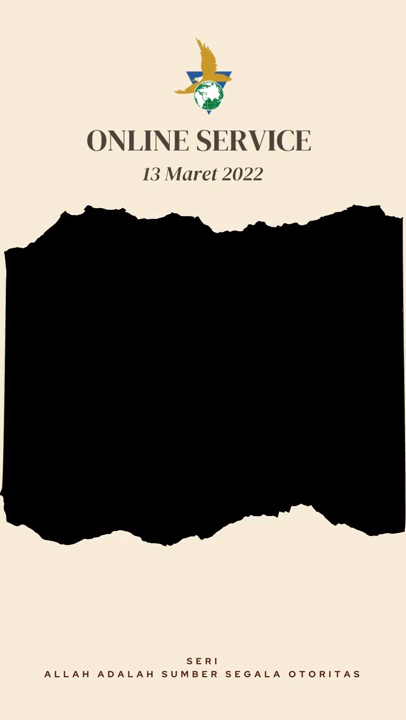 ONLINE SERVICE
13 Maret 2022
SERI
ALLAH ADALAH SUMBER SEGALA OTORITAS